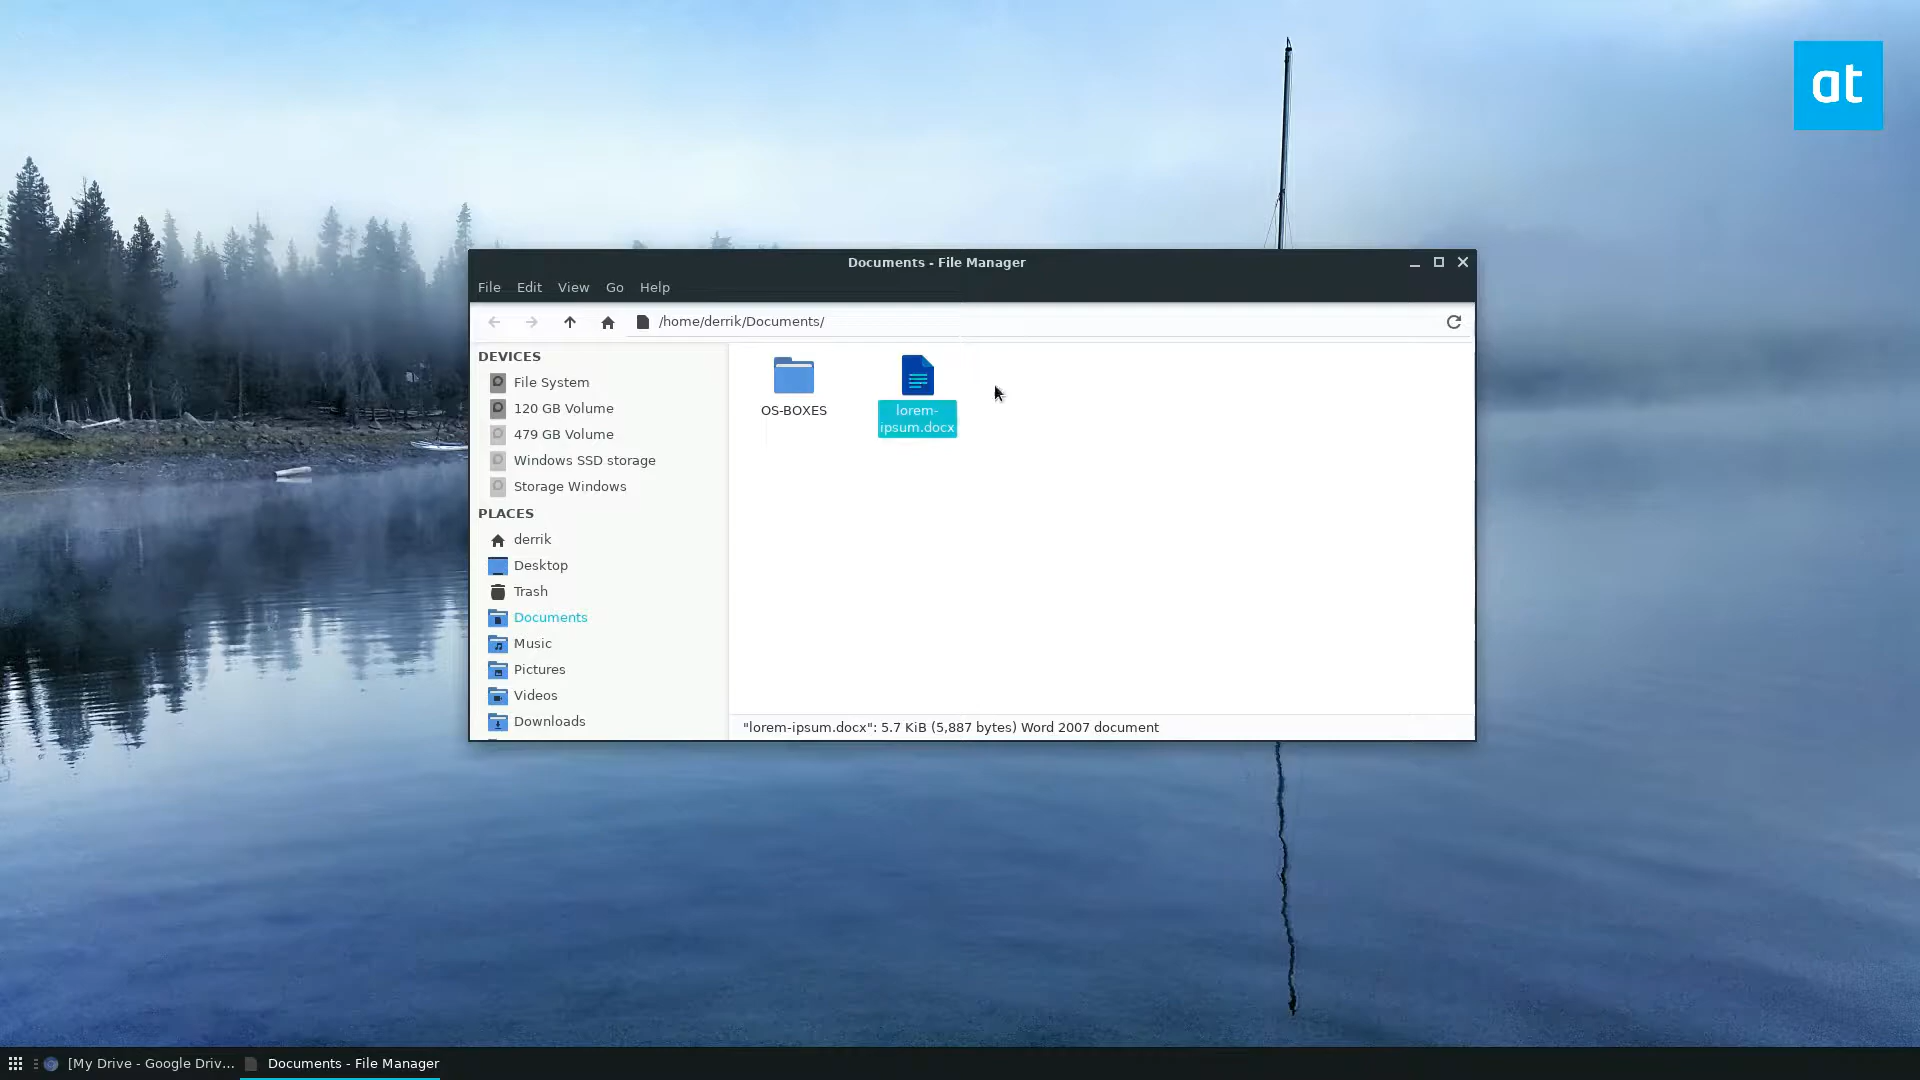 at
Documents - File Manager
File Edit View Go Help
/home/derrik/Documents/
DEVICES
File System
120 GB Volume
479 GB Volume
Windows SSD storage
Storage Windows
PLACES
derrik
Desktop
Trash
Documents
Music
Pictures
Videos
Downloads
OS-BOXES
lorem-
ipsum.docx
"lorem-ipsum.docx": 5.7 KiB (5,887 bytes) Word 2007 document
[My Drive - Google Driv... Documents - File Manager